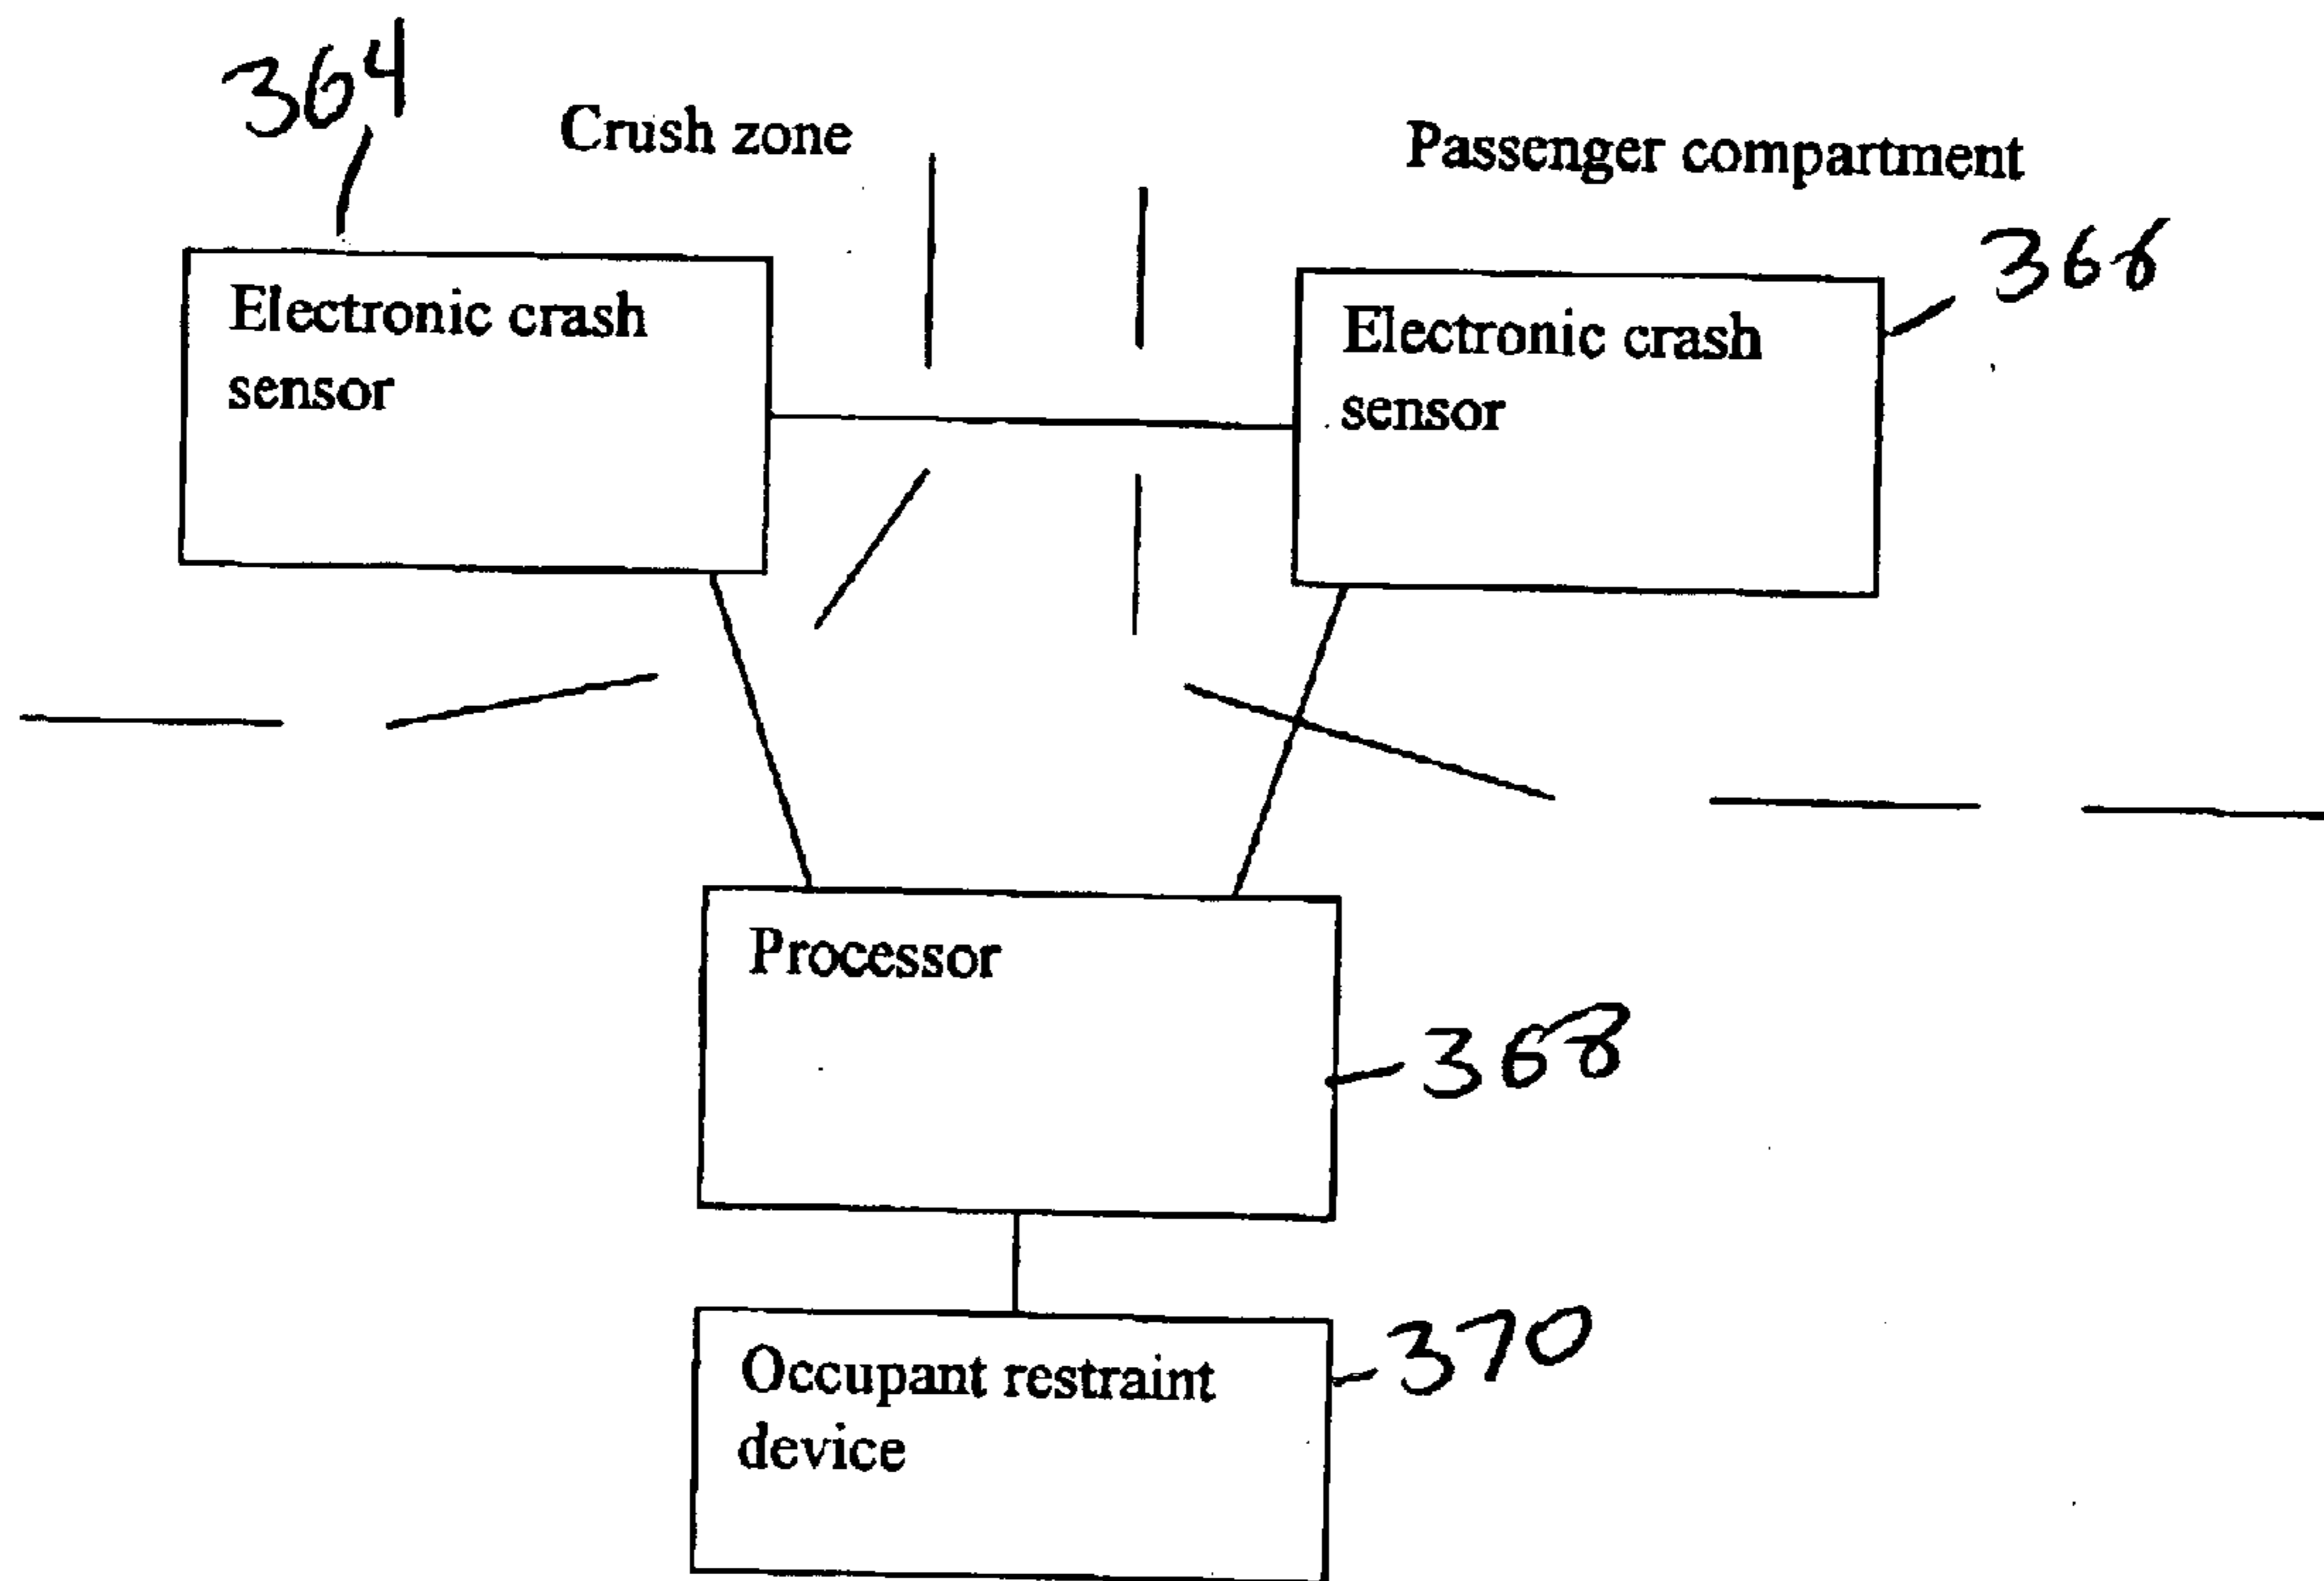 364
Crush zone
Passenger compartment
366
Electronic crash
sensor
Electronic crash
sensor
Processor
368
Occupant restraint
device
370